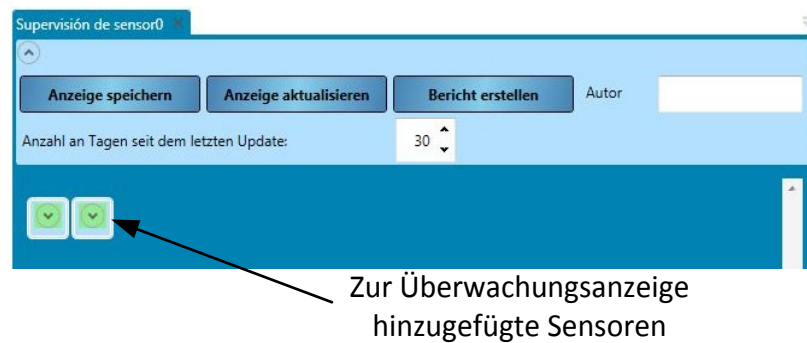 Supervisión de sensor0
Anzeige speichern Anzeige aktualisieren Bericht erstellen Autor
Anzahl an Tagen seit dem letzten Update: 30
Zur Überwachungsanzeige
hinzugefügte Sensoren